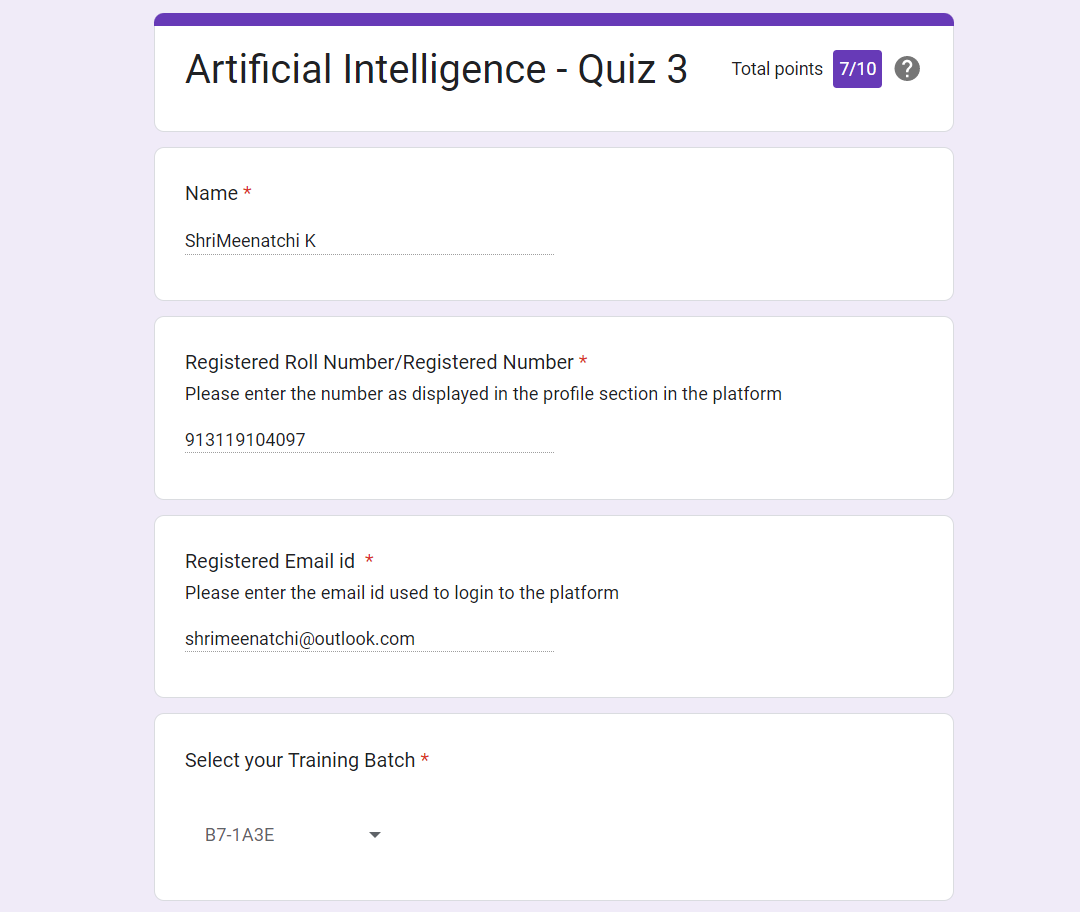 Artificial Intelligence - Quiz 3
Total points 7/10 ?
Name *
ShriMeenatchi K
Registered Roll Number/Registered Number *
Please enter the number as displayed in the profile section in the platform
913119104097
Registered Email id *
Please enter the email id used to login to the platform
shrimeenatchi@outlook.com
Select your Training Batch *
B7-1A3E